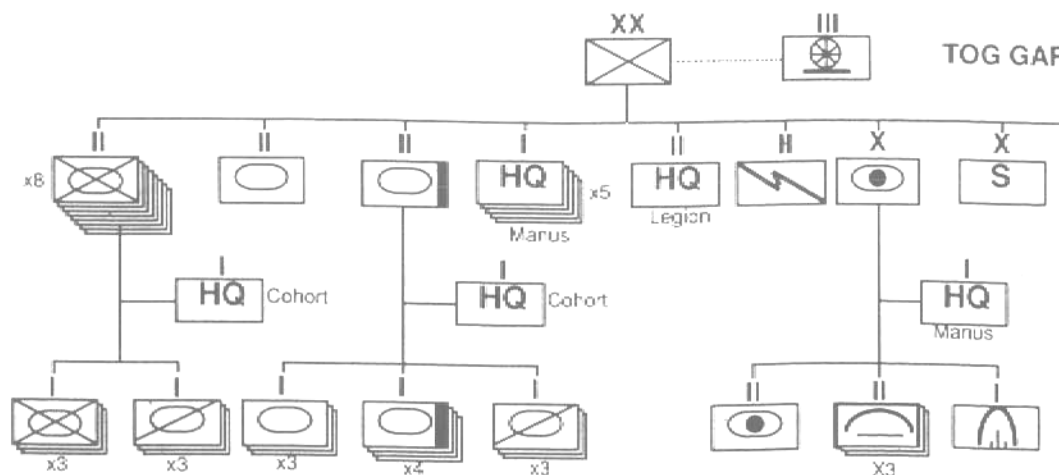 XX III
TOG GAR
II II II I II II X X
x8 HQ x5 HQ S
Manus Legion
I I I
HQ Cohort HQ Cohort HQ
Manus
I I I I I II II I
x3 x3 x3 x4 x3 X3